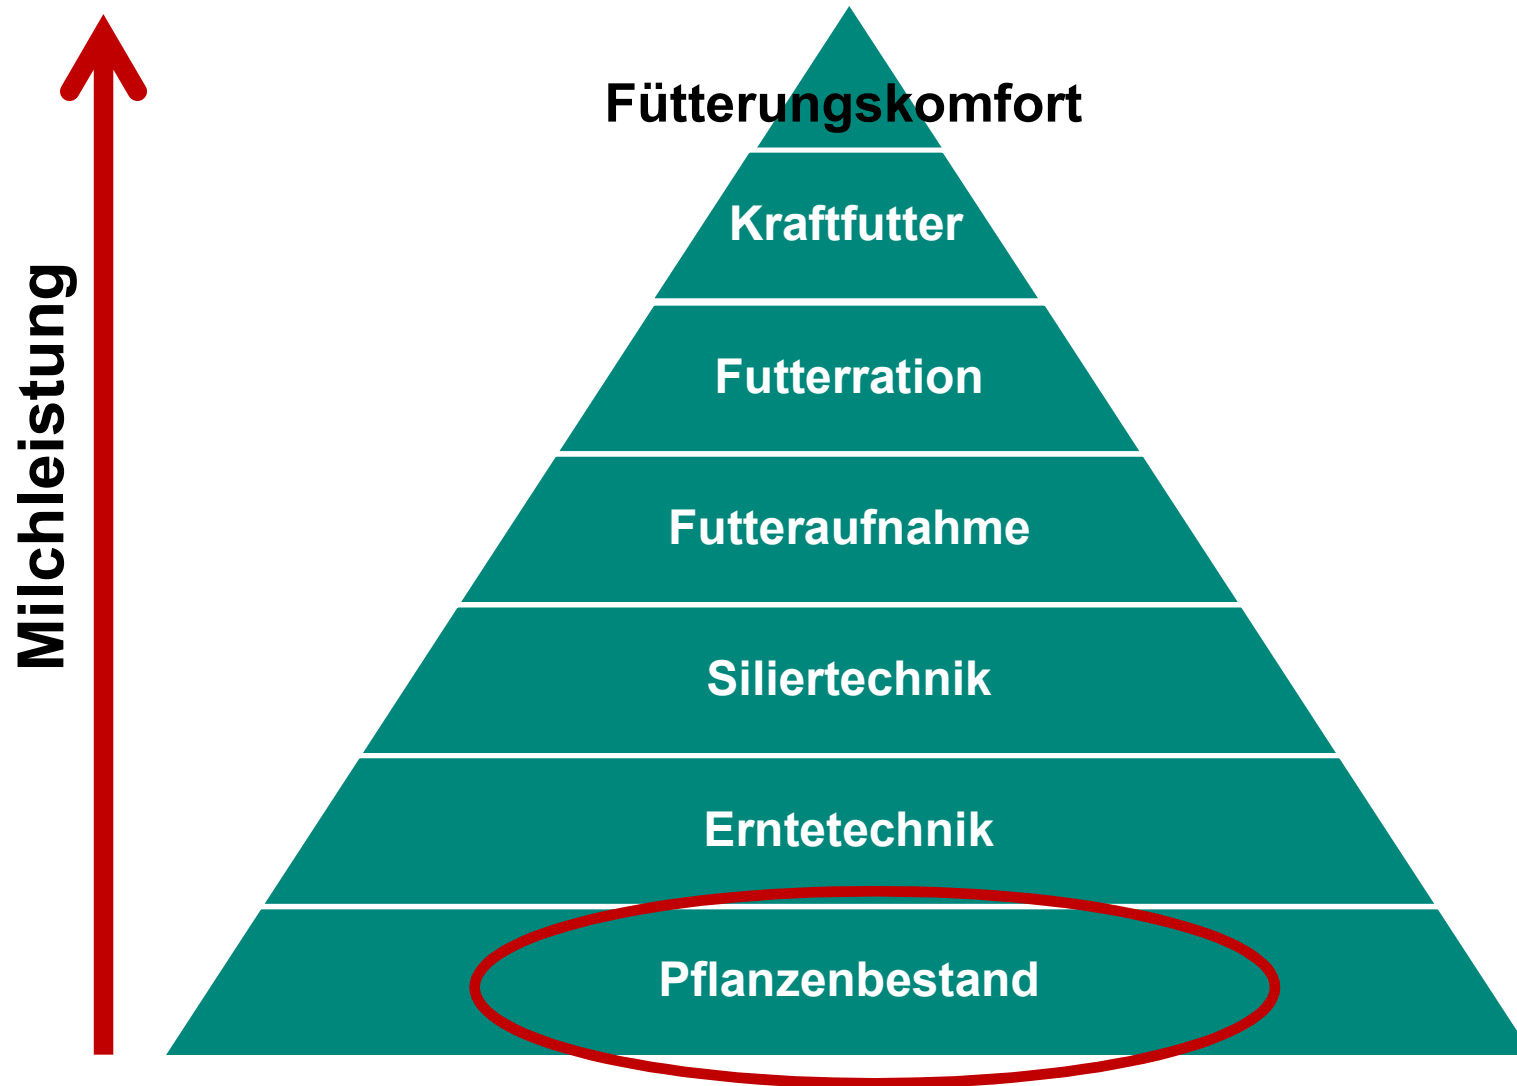 Milchleistung
Fütterungskomfort
Kraftfutter
Futterration
Futteraufnahme
Siliertechnik
Erntetechnik
Pflanzenbestand